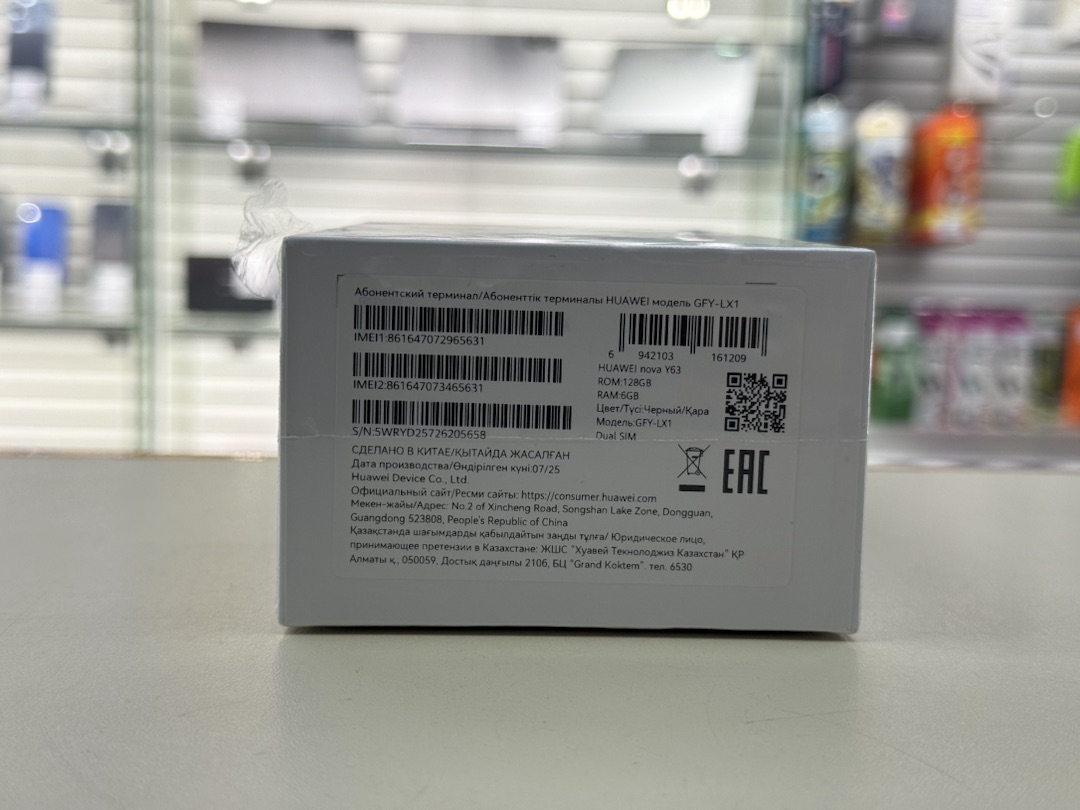 Абонентский терминал/Абоненттік терминалы HUAWEI модель GFY-LX1
IMEI1:861647072965631
IMEI2:861647073465631
S/N:5WRYD25726205658
6 942103 161209
HUAWEI nova Y63
ROM:128GB
RAM:6GB
Цвет/Түсі:Черный/Қара
Модель:GFY-LX1
Dual SIM
EAC
СДЕЛАНО В КИТАЕ/ҚЫТАЙДА ЖАСАЛҒАН
Дата производства/Өндірілген күні:07/25
Huawei Device Co., Ltd.
Официальный сайт/Ресми сайты: https://consumer.huawei.com
Мекен-жайы/Адрес: No.2 of Xincheng Road, Songshan Lake Zone, Dongguan,
Guangdong 523808, People's Republic of China
Қазақстанда шағымдарды қабылдайтын заңды тұлға/ Юридическое лицо,
принимающее претензии в Казахстане: ЖШС "Хуавей Текнолоджиз Казахстан" ҚР
Алматы қ., 050059, Достық даңғылы 210б, БЦ "Grand Koktem". тел. 6530